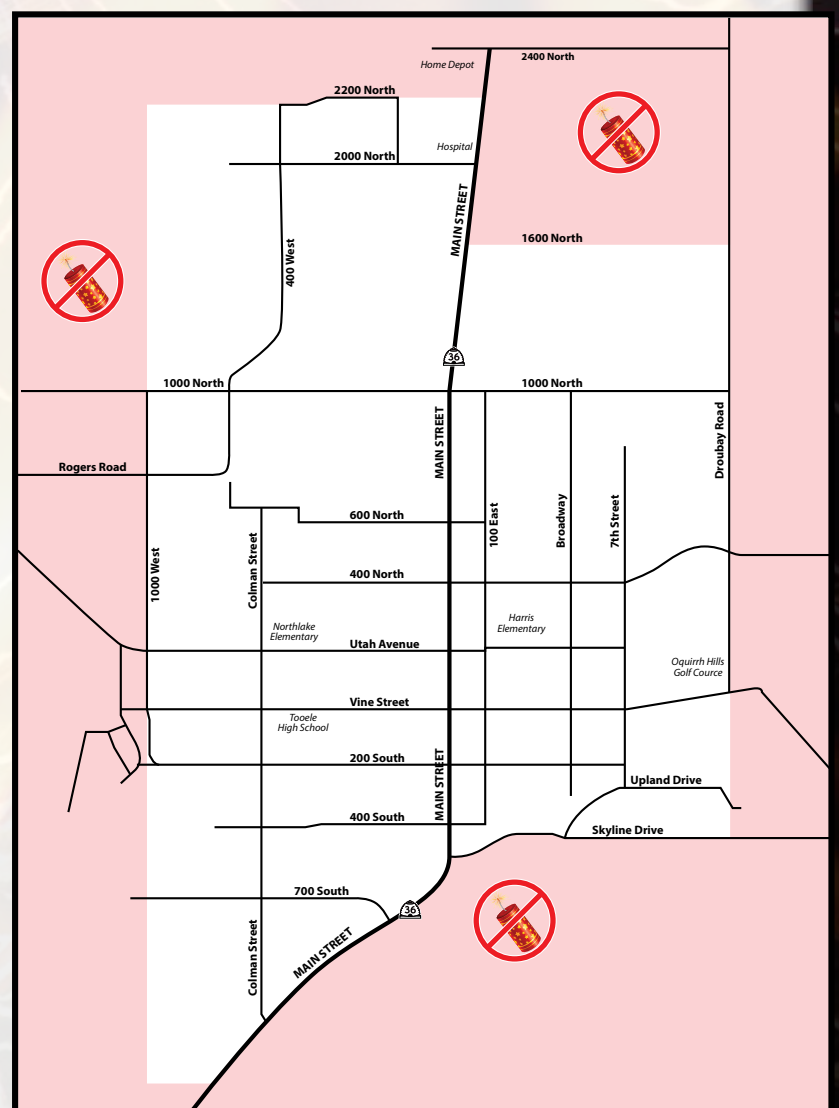 2400 North
Home Depot
2200 North
Hospital
2000 North
MAIN STREET
1600 North
400 West
36
1000 North
1000 North
MAIN STREET
Droubay Road
Rogers Road
600 North
100 East
Broadway
7th Street
1000 West
Colman Street
400 North
Northlake
Elementary
Harris
Elementary
Utah Avenue
Oquirrh Hills
Golf Cource
Vine Street
Tooele
High School
200 South
MAIN STREET
Upland Drive
400 South
Skyline Drive
700 South
36
Colman Street
MAIN STREET